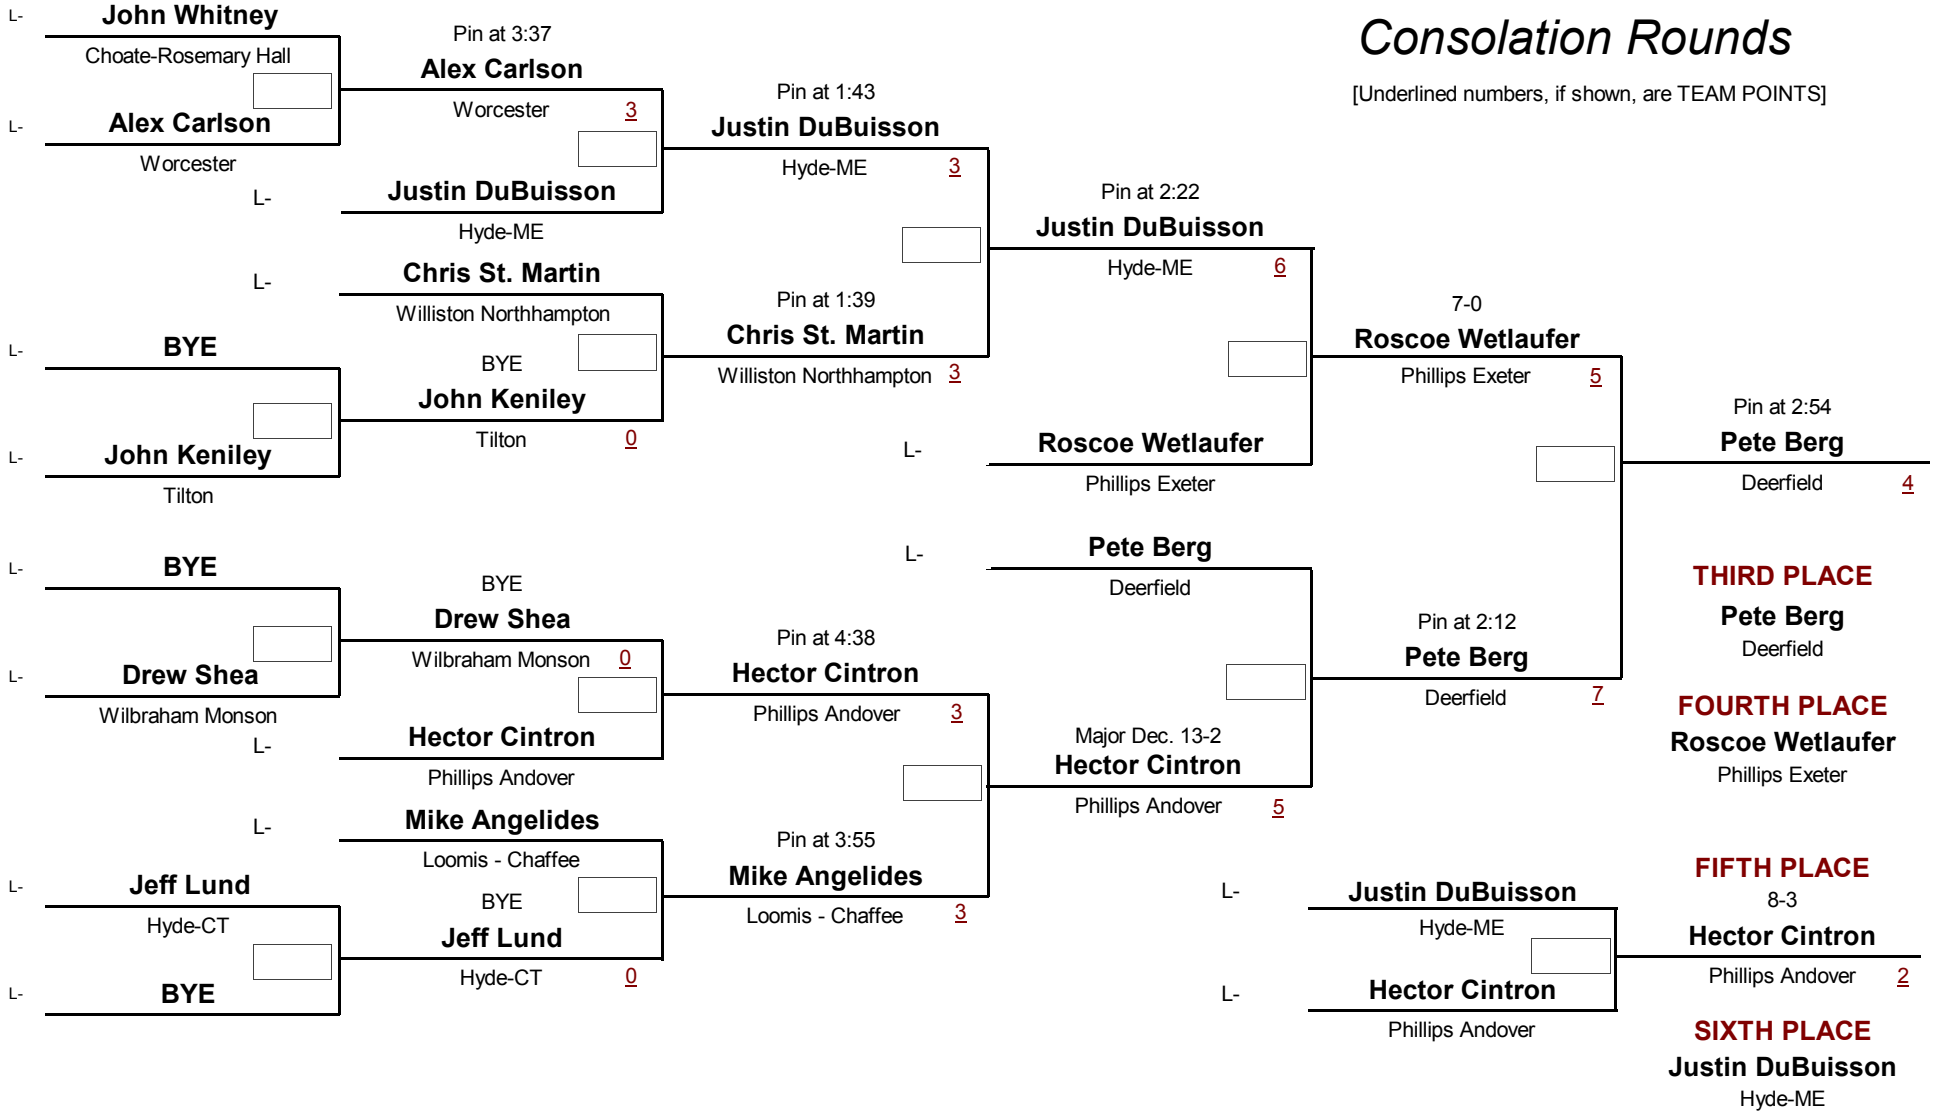 Consolation Rounds
[Underlined numbers, if shown, are TEAM POINTS]
L-
John Whitney
Choate-Rosemary Hall
L-
Alex Carlson
Worcester
L-
BYE
L-
John Keniley
Tilton
L-
BYE
L-
Drew Shea
Wilbraham Monson
L-
Jeff Lund
Hyde-CT
L-
BYE
Pin at 3:37
Alex Carlson
Worcester 3
L-
Justin DuBuisson
Hyde-ME
L-
Chris St. Martin
Williston Northhampton
BYE
John Keniley
Tilton 0
BYE
Drew Shea
Wilbraham Monson 0
L-
Hector Cintron
Phillips Andover
L-
Mike Angelides
Loomis - Chaffee
BYE
Jeff Lund
Hyde-CT 0
Pin at 1:43
Justin DuBuisson
Hyde-ME 3
Pin at 1:39
Chris St. Martin
Williston Northhampton 3
Pin at 4:38
Hector Cintron
Phillips Andover 3
Pin at 3:55
Mike Angelides
Loomis - Chaffee 3
Pin at 2:22
Justin DuBuisson
Hyde-ME 6
L-
Roscoe Wetlaufer
Phillips Exeter
L-
Pete Berg
Deerfield
Major Dec. 13-2
Hector Cintron
Phillips Andover 5
7-0
Roscoe Wetlaufer
Phillips Exeter 5
Pin at 2:12
Pete Berg
Deerfield 7
Pin at 2:54
Pete Berg
Deerfield 4
THIRD PLACE
Pete Berg
Deerfield
FOURTH PLACE
Roscoe Wetlaufer
Phillips Exeter
L-
Justin DuBuisson
Hyde-ME
L-
Hector Cintron
Phillips Andover
FIFTH PLACE
8-3
Hector Cintron
Phillips Andover 2
SIXTH PLACE
Justin DuBuisson
Hyde-ME